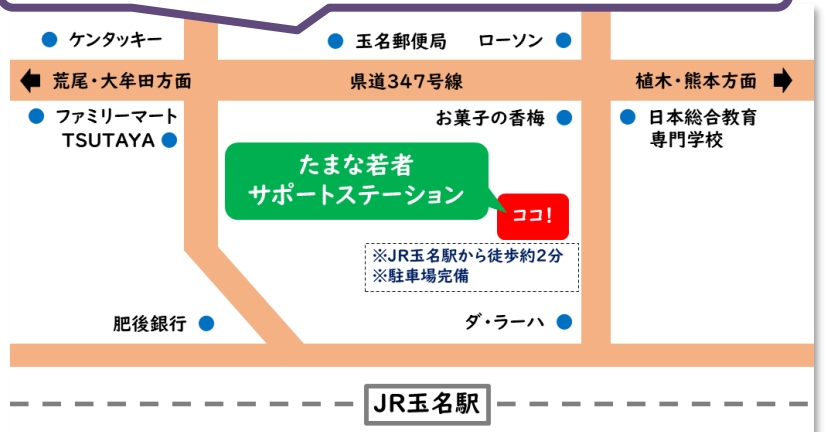 ケンタッキー
玉名郵便局
ローソン
荒尾・大牟田方面
県道347号線
植木・熊本方面
ファミリーマート
TSUTAYA
お菓子の香梅
日本総合教育
専門学校
たまな若者
サポートステーション
ココ!
※JR玉名駅から徒歩約2分
※駐車場完備
肥後銀行
ダ・ラーハ
JR玉名駅